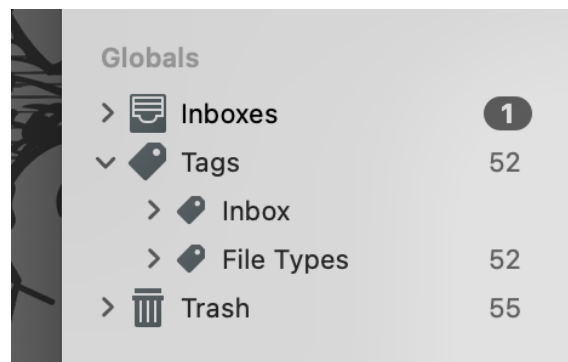 Globals
Inboxes 1
Tags 52
Inbox
File Types 52
Trash 55